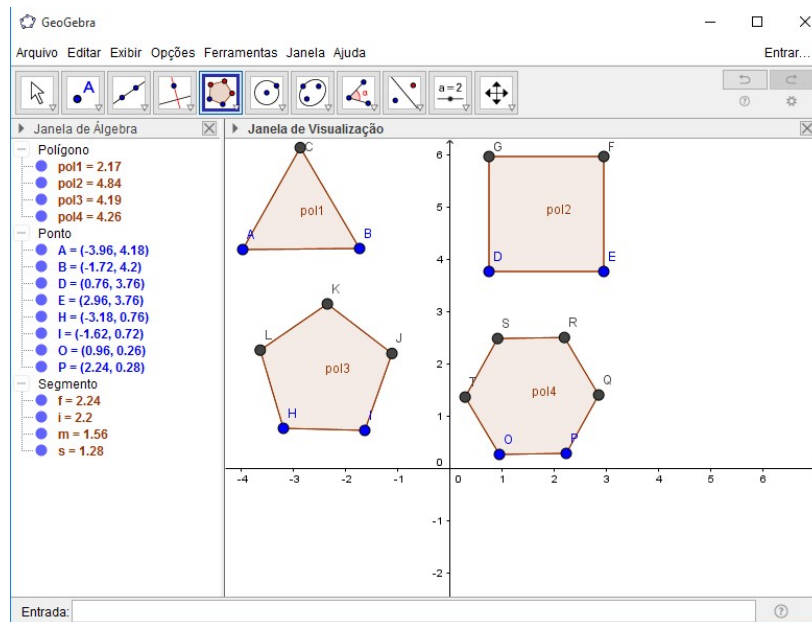 GeoGebra
Arquivo Editar Exibir Opções Ferramentas Janela Ajuda Entrar...
A
α
a = 2
Janela de Álgebra
Janela de Visualização
Polígono
pol1 = 2.17
pol2 = 4.84
pol3 = 4.19
pol4 = 4.26
Ponto
A = (-3.96, 4.18)
B = (-1.72, 4.2)
D = (0.76, 3.76)
E = (2.96, 3.76)
H = (-3.18, 0.76)
I = (-1.62, 0.72)
O = (0.96, 0.26)
P = (2.24, 0.28)
Segmento
f = 2.24
i = 2.2
m = 1.56
s = 1.28
C
G F
6
pol1 pol2
5
A B
D E
4
K
3
S R
L J
pol3
2
T Q
pol4
1
H I
O P
0
-4 -3 -2 -1 0 1 2 3 4 5 6
-1
-2
Entrada: